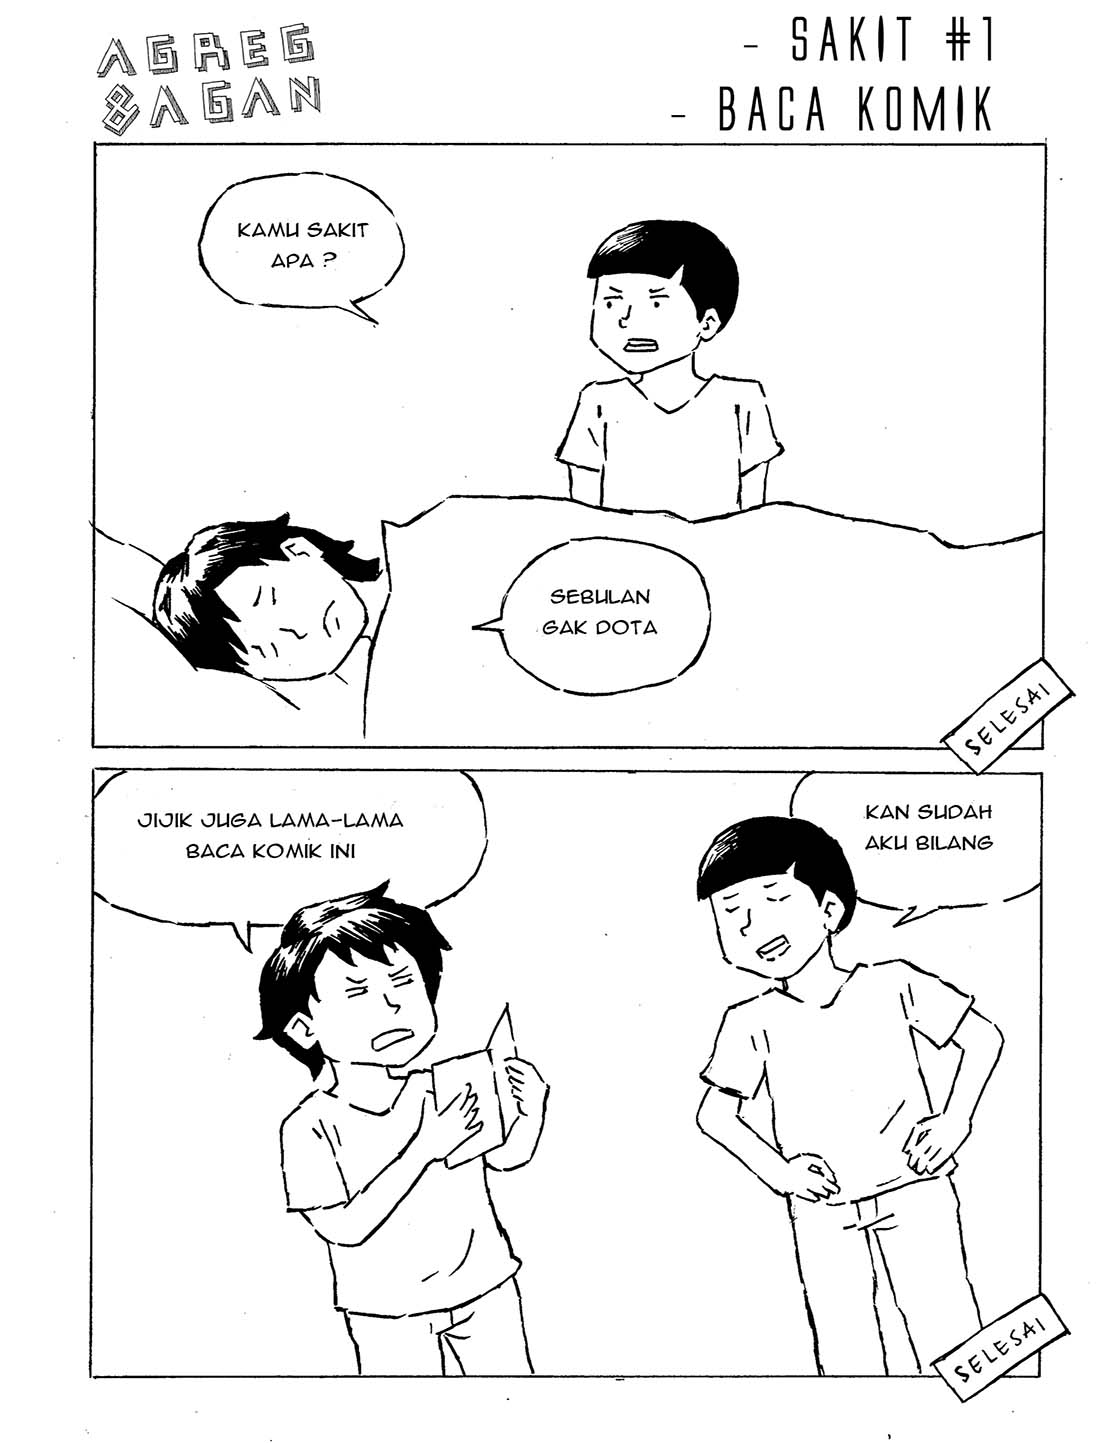 AGREG
& AGAN
- SAKIT #1
- BACA KOMIK
KAMU SAKIT
APA ?
SEBULAN
GAK DOTA
SELESAI
JIJIK JUGA LAMA-LAMA
BACA KOMIK INI
KAN SUDAH
AKU BILANG
SELESAI